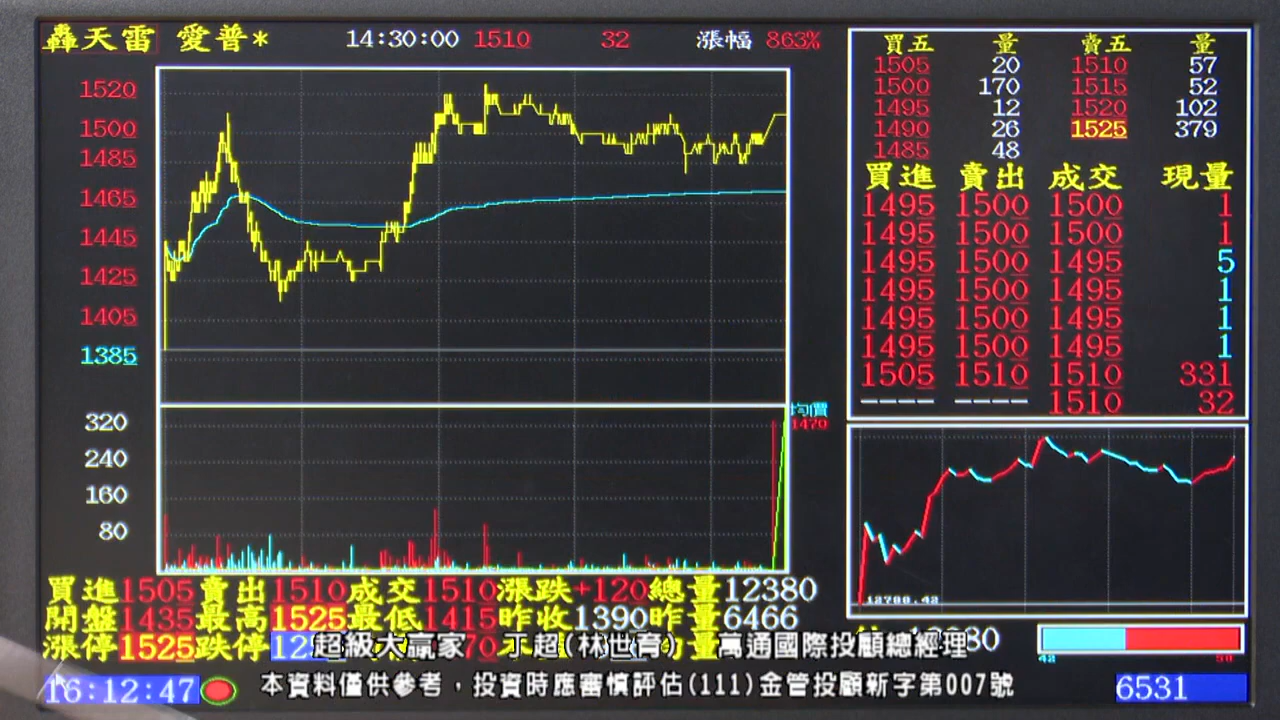 轟天雷 愛普* 14:30:00 1510 32 漲幅 863%
1520
1500
1485
1465
1445
1425
1405
1385
320
240
160
80
均價
1470
買五 量 賣五 量
1505 20 1510 57
1500 170 1515 52
1495 12 1520 102
1490 26 1525 379
1485 48
買進 賣出 成交 現量
1495 1500 1500 1
1495 1500 1500 1
1495 1500 1495 5
1495 1500 1495 1
1495 1500 1495 1
1495 1500 1495 1
1505 1510 1510 331
---- ---- 1510 32
12788.42
買進1505賣出1510成交1510漲跌+120總量12380
開盤1435最高1525最低1415昨收1390昨量6466
漲停1525跌停
超級大贏家 丁超(林世育) 萬通國際投顧總經理
42 58
16:12:47
本資料僅供參考，投資時應審慎評估(111)金管投顧新字第007號
6531